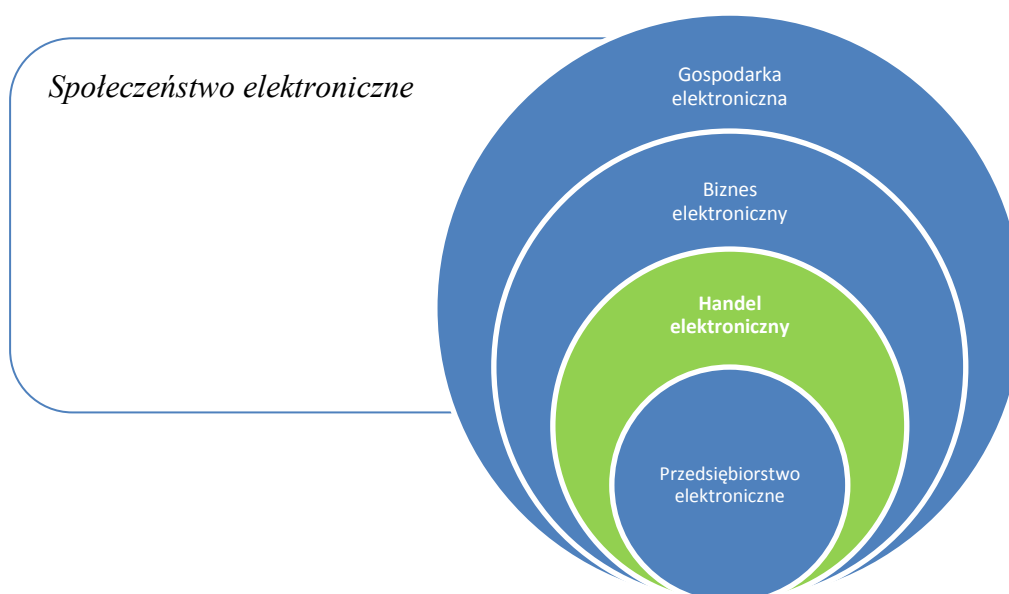 Społeczeństwo elektroniczne
Gospodarka
elektroniczna
Biznes
elektroniczny
Handel
elektroniczny
Przedsiębiorstwo
elektroniczne